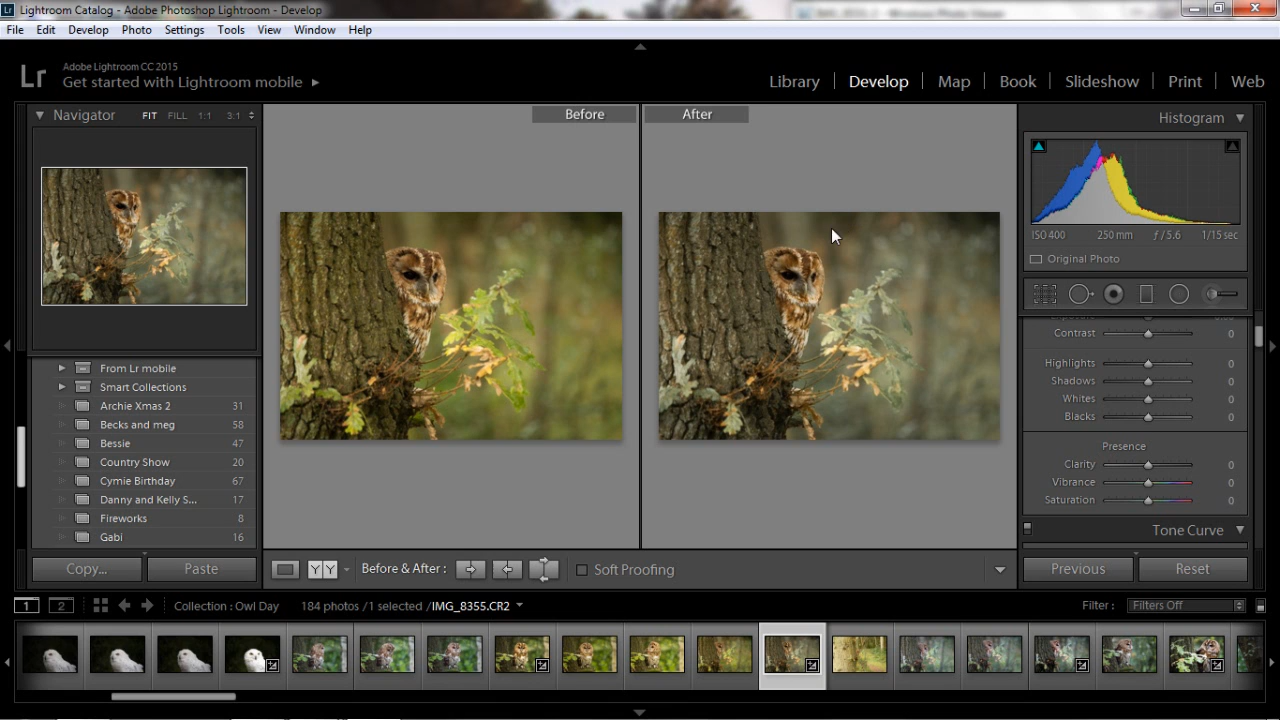 Lightroom Catalog - Adobe Photoshop Lightroom - Develop
File Edit Develop Photo Settings Tools View Window Help
Lr Adobe Lightroom CC 2015
Get started with Lightroom mobile
Library Develop Map Book Slideshow Print Web
Navigator FIT FILL 1:1 3:1
Before After
Histogram
ISO 400 250 mm ƒ / 5.6 1/15 sec
Original Photo
Contrast 0
Highlights 0
Shadows 0
Whites 0
Blacks 0
Presence
Clarity 0
Vibrance 0
Saturation 0
Tone Curve
From Lr mobile
Smart Collections
Archie Xmas 2 31
Becks and meg 58
Bessie 47
Country Show 20
Cymie Birthday 67
Danny and Kelly S... 17
Fireworks 8
Gabi 16
Copy... Paste
YY Before & After : Soft Proofing
Previous Reset
1 2 Collection : Owl Day 184 photos /1 selected /IMG_8355.CR2
Filter : Filters Off